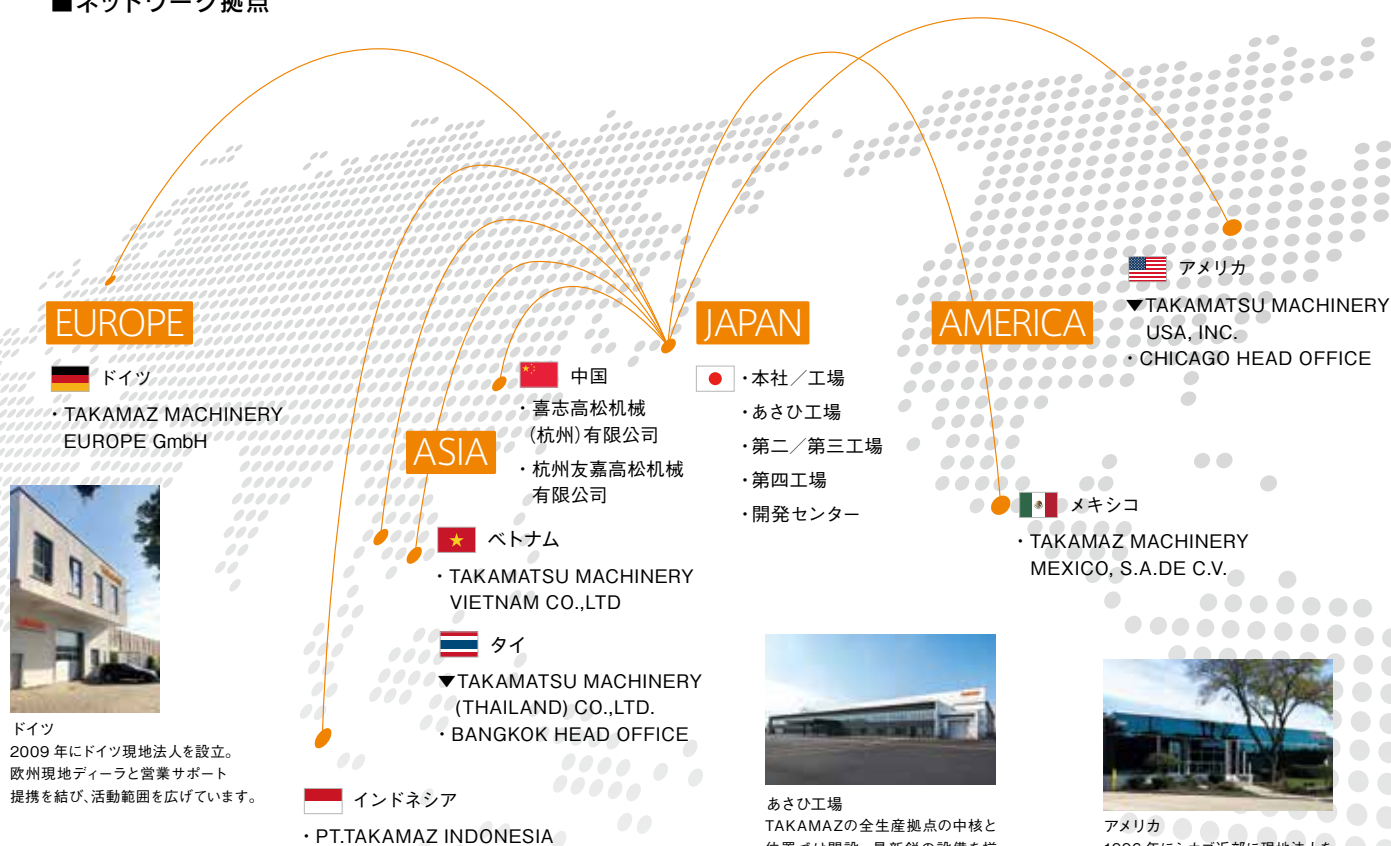 ■ネットワーク拠点
EUROPE
ドイツ
・TAKAMAZ MACHINERY
EUROPE GmbH
ドイツ
2009 年にドイツ現地法人を設立。
欧州現地ディーラと営業サポート
提携を結び、活動範囲を広げています。
ASIA
中国
・喜志高松机械
(杭州)有限公司
・杭州友嘉高松机械
有限公司
ベトナム
・TAKAMATSU MACHINERY
VIETNAM CO.,LTD
タイ
▼TAKAMATSU MACHINERY
(THAILAND) CO.,LTD.
・BANGKOK HEAD OFFICE
インドネシア
・PT.TAKAMAZ INDONESIA
JAPAN
・本社／工場
・あさひ工場
・第二／第三工場
・第四工場
・開発センター
あさひ工場
TAKAMAZの全生産拠点の中核と
AMERICA
アメリカ
▼TAKAMATSU MACHINERY
USA, INC.
・CHICAGO HEAD OFFICE
メキシコ
・TAKAMAZ MACHINERY
MEXICO, S.A.DE C.V.
アメリカ